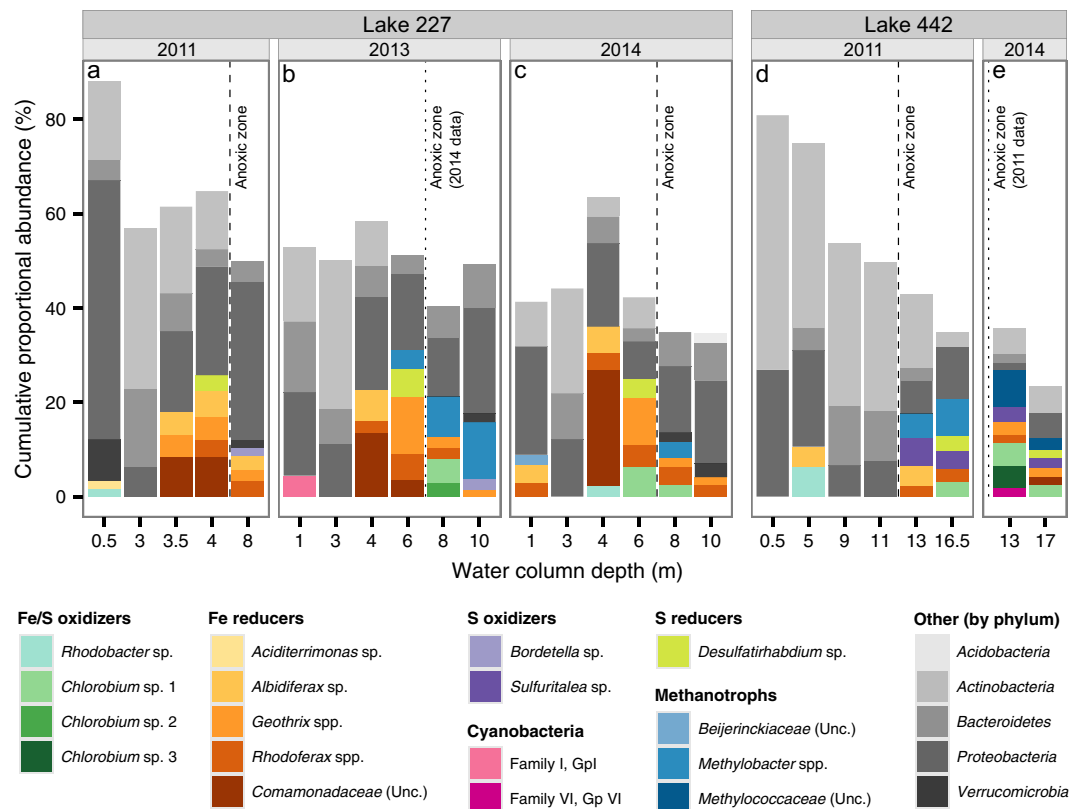 Lake 227
Lake 442
2011
2013
2014
2011
2014
a
b
c
d
e
Anoxic zone
Anoxic zone
(2014 data)
Anoxic zone
Anoxic zone
Anoxic zone
(2011 data)
Cumulative proportional abundance (%)
80
60
40
20
0
0.5 3 3.5 4 8
1 3 4 6 8 10
1 3 4 6 8 10
0.5 5 9 11 13 16.5
13 17
Water column depth (m)
Fe/S oxidizers
Rhodobacter sp.
Chlorobium sp. 1
Chlorobium sp. 2
Chlorobium sp. 3
Fe reducers
Aciditerrimonas sp.
Albidiferax sp.
Geothrix spp.
Rhodoferax spp.
Comamonadaceae (Unc.)
S oxidizers
Bordetella sp.
Sulfuritalea sp.
Cyanobacteria
Family I, GpI
Family VI, Gp VI
S reducers
Desulfatirhabdium sp.
Methanotrophs
Beijerinckiaceae (Unc.)
Methylobacter spp.
Methylococcaceae (Unc.)
Other (by phylum)
Acidobacteria
Actinobacteria
Bacteroidetes
Proteobacteria
Verrucomicrobia